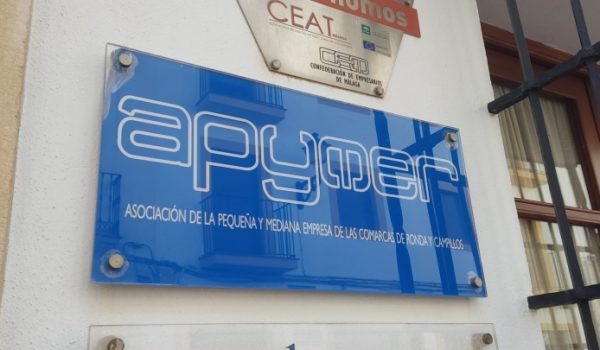 CEAT
CEM
CONFEDERACIÓN DE EMPRESARIOS
DE MÁLAGA
apymer
ASOCIACIÓN DE LA PEQUEÑA Y MEDIANA EMPRESA DE LAS COMARCAS DE RONDA Y CAMPILLOS